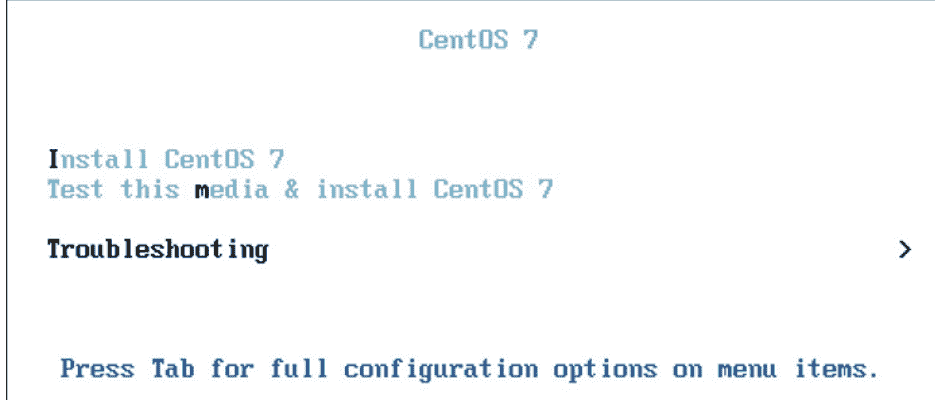 CentOS 7
Install CentOS 7
Test this media & install CentOS 7
Troubleshooting >
Press Tab for full configuration options on menu items.